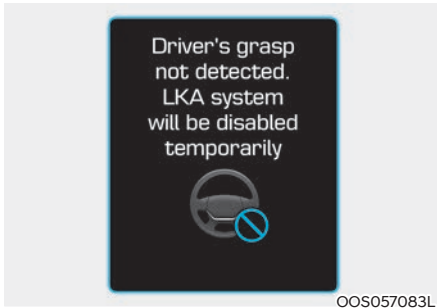 Driver's grasp
not detected.
LKA system
will be disabled
temporarily
OOS057083L